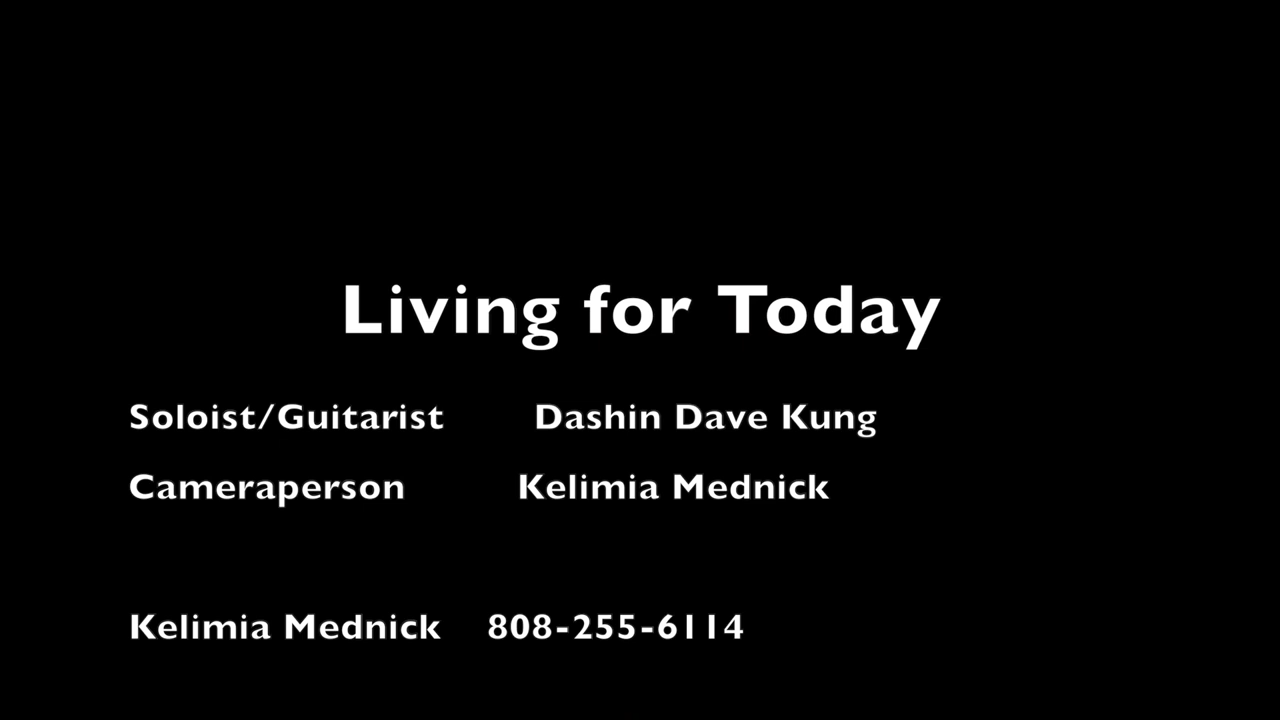 Living for Today
Soloist/Guitarist Dashin Dave Kung
Cameraperson Kelimia Mednick
Kelimia Mednick 808-255-6114